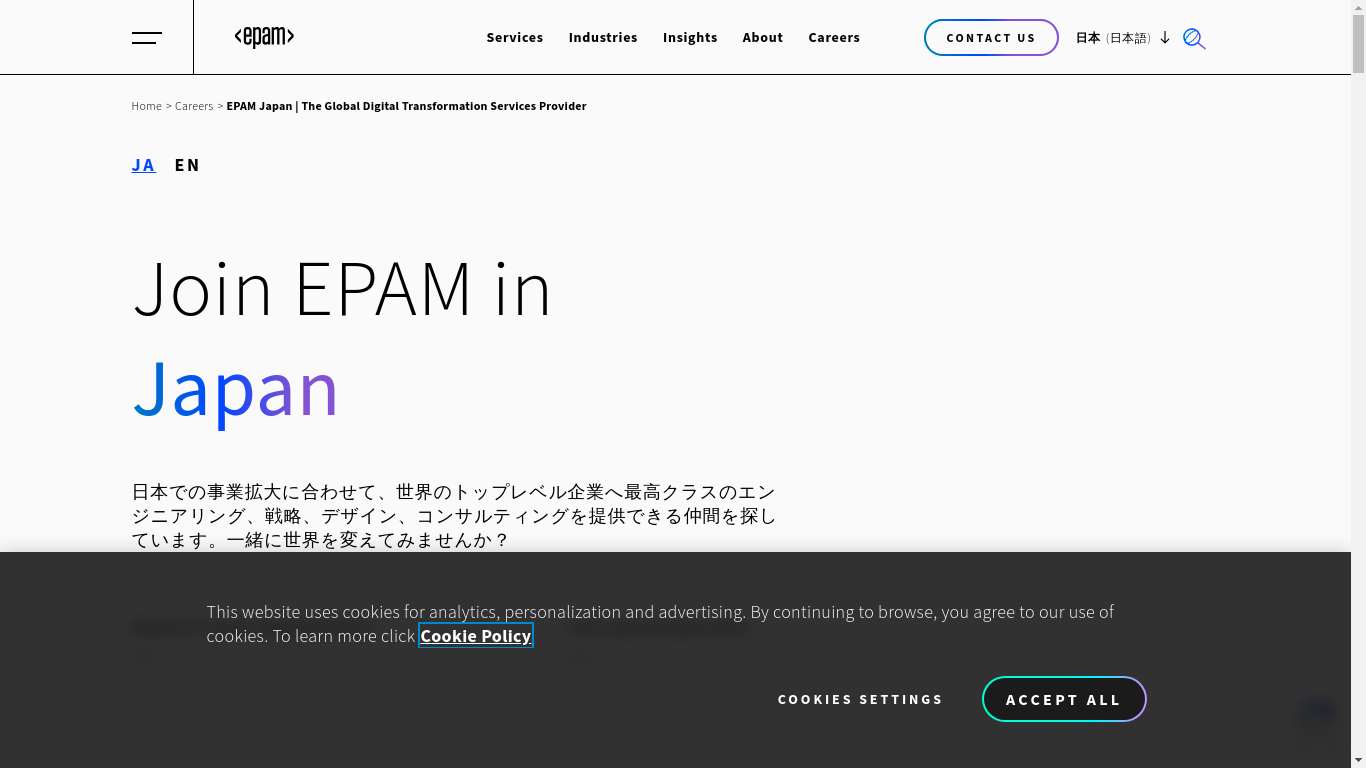 <epam>
Services Industries Insights About Careers
CONTACT US
日本 (日本語)
Home > Careers > EPAM Japan | The Global Digital Transformation Services Provider
JA EN
Join EPAM in
Japan
日本での事業拡大に合わせて、世界のトップレベル企業へ最高クラスのエン
ジニアリング、戦略、デザイン、コンサルティングを提供できる仲間を探し
ています。一緒に世界を変えてみませんか？
This website uses cookies for analytics, personalization and advertising. By continuing to browse, you agree to our use of
cookies. To learn more click Cookie Policy
COOKIES SETTINGS
ACCEPT ALL